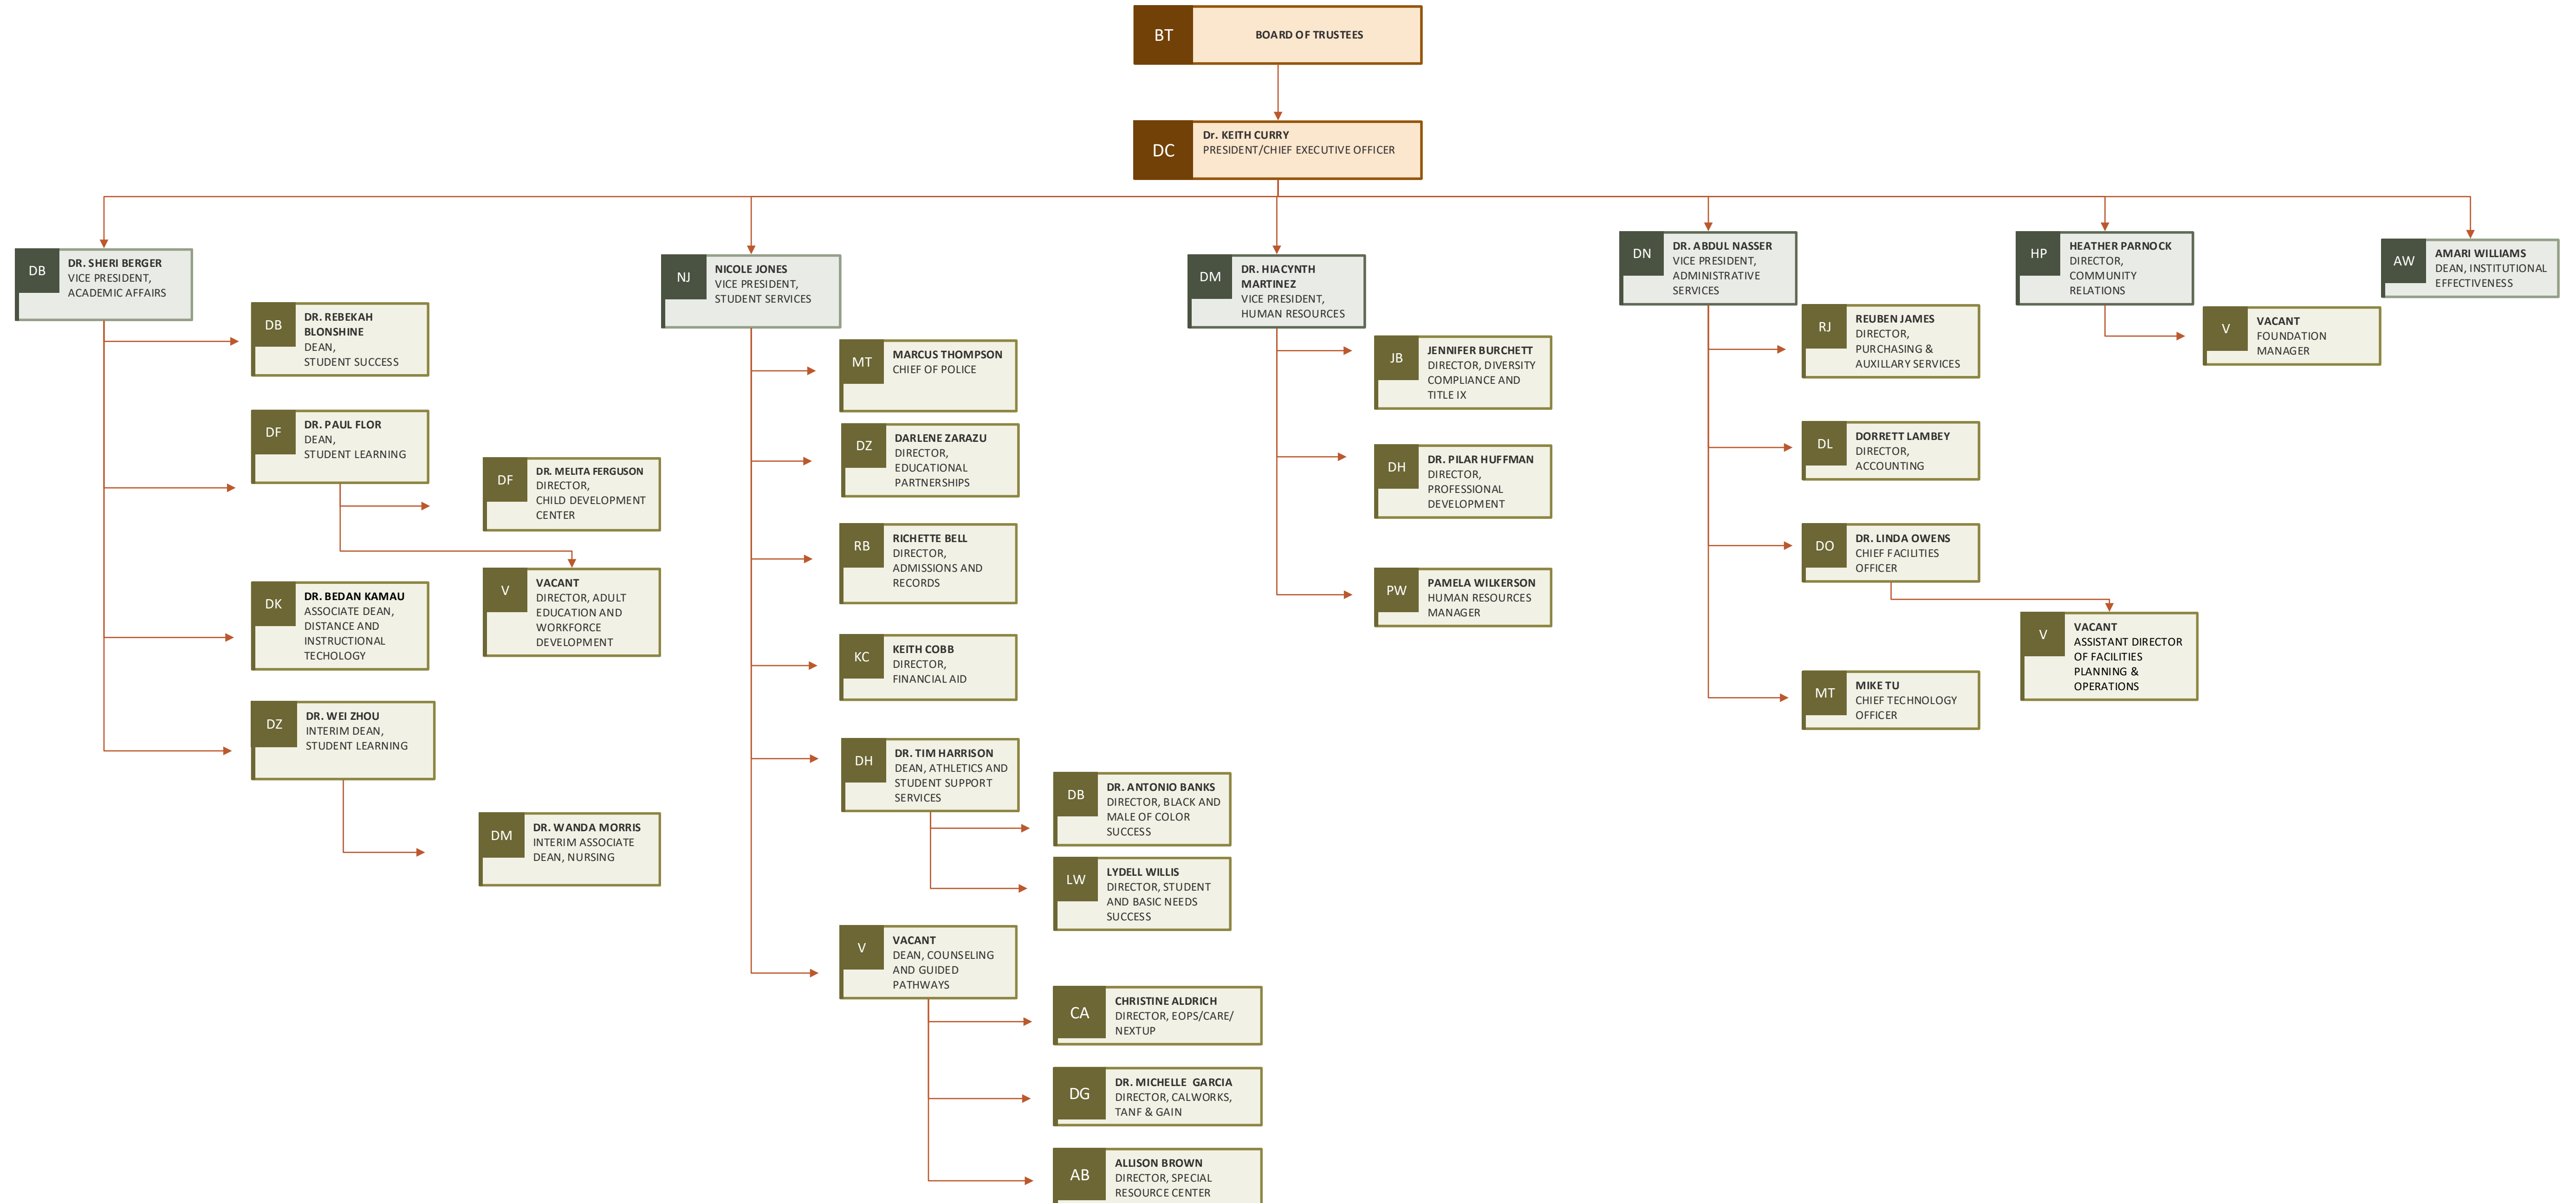 BT
BOARD OF TRUSTEES
DC
Dr. KEITH CURRY
PRESIDENT/CHIEF EXECUTIVE OFFICER
DB
DR. SHERI BERGER
VICE PRESIDENT,
ACADEMIC AFFAIRS
DB
DR. REBEKAH
BLONSHINE
DEAN,
STUDENT SUCCESS
DF
DR. PAUL FLOR
DEAN,
STUDENT LEARNING
DF
DR. MELITA FERGUSON
DIRECTOR,
CHILD DEVELOPMENT
CENTER
V
VACANT
DIRECTOR, ADULT
EDUCATION AND
WORKFORCE
DEVELOPMENT
DK
DR. BEDAN KAMAU
ASSOCIATE DEAN,
DISTANCE AND
INSTRUCTIONAL
TECHOLOGY
DZ
DR. WEI ZHOU
INTERIM DEAN,
STUDENT LEARNING
DM
DR. WANDA MORRIS
INTERIM ASSOCIATE
DEAN, NURSING
NJ
NICOLE JONES
VICE PRESIDENT,
STUDENT SERVICES
MT
MARCUS THOMPSON
CHIEF OF POLICE
DZ
DARLENE ZARAZU
DIRECTOR,
EDUCATIONAL
PARTNERSHIPS
RB
RICHETTE BELL
DIRECTOR,
ADMISSIONS AND
RECORDS
KC
KEITH COBB
DIRECTOR,
FINANCIAL AID
DH
DR. TIM HARRISON
DEAN, ATHLETICS AND
STUDENT SUPPORT
SERVICES
DB
DR. ANTONIO BANKS
DIRECTOR, BLACK AND
MALE OF COLOR
SUCCESS
LW
LYDELL WILLIS
DIRECTOR, STUDENT
AND BASIC NEEDS
SUCCESS
V
VACANT
DEAN, COUNSELING
AND GUIDED
PATHWAYS
CA
CHRISTINE ALDRICH
DIRECTOR, EOPS/CARE/
NEXTUP
DG
DR. MICHELLE GARCIA
DIRECTOR, CALWORKS,
TANF & GAIN
AB
ALLISON BROWN
DIRECTOR, SPECIAL
RESOURCE CENTER
DM
DR. HIACYNTH
MARTINEZ
VICE PRESIDENT,
HUMAN RESOURCES
JB
JENNIFER BURCHETT
DIRECTOR, DIVERSITY
COMPLIANCE AND
TITLE IX
DH
DR. PILAR HUFFMAN
DIRECTOR,
PROFESSIONAL
DEVELOPMENT
PW
PAMELA WILKERSON
HUMAN RESOURCES
MANAGER
DN
DR. ABDUL NASSER
VICE PRESIDENT,
ADMINISTRATIVE
SERVICES
RJ
REUBEN JAMES
DIRECTOR,
PURCHASING &
AUXILLARY SERVICES
DL
DORRETT LAMBEY
DIRECTOR,
ACCOUNTING
DO
DR. LINDA OWENS
CHIEF FACILITIES
OFFICER
V
VACANT
ASSISTANT DIRECTOR
OF FACILITIES
PLANNING &
OPERATIONS
MT
MIKE TU
CHIEF TECHNOLOGY
OFFICER
HP
HEATHER PARNOCK
DIRECTOR,
COMMUNITY
RELATIONS
V
VACANT
FOUNDATION
MANAGER
AW
AMARI WILLIAMS
DEAN, INSTITUTIONAL
EFFECTIVENESS